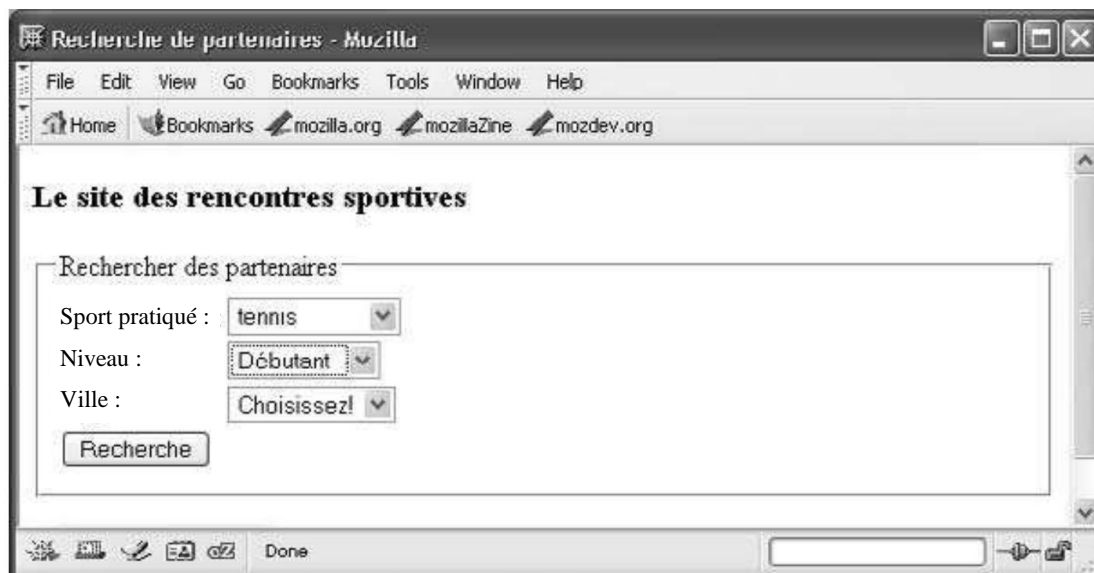 Recherche de partenaires - Mozilla
File Edit View Go Bookmarks Tools Window Help
Home Bookmarks mozilla.org mozillaZine mozdev.org
Le site des rencontres sportives
Rechercher des partenaires
Sport pratiqué : tennis
Niveau : Débutant
Ville : Choisissez!
Recherche
Done